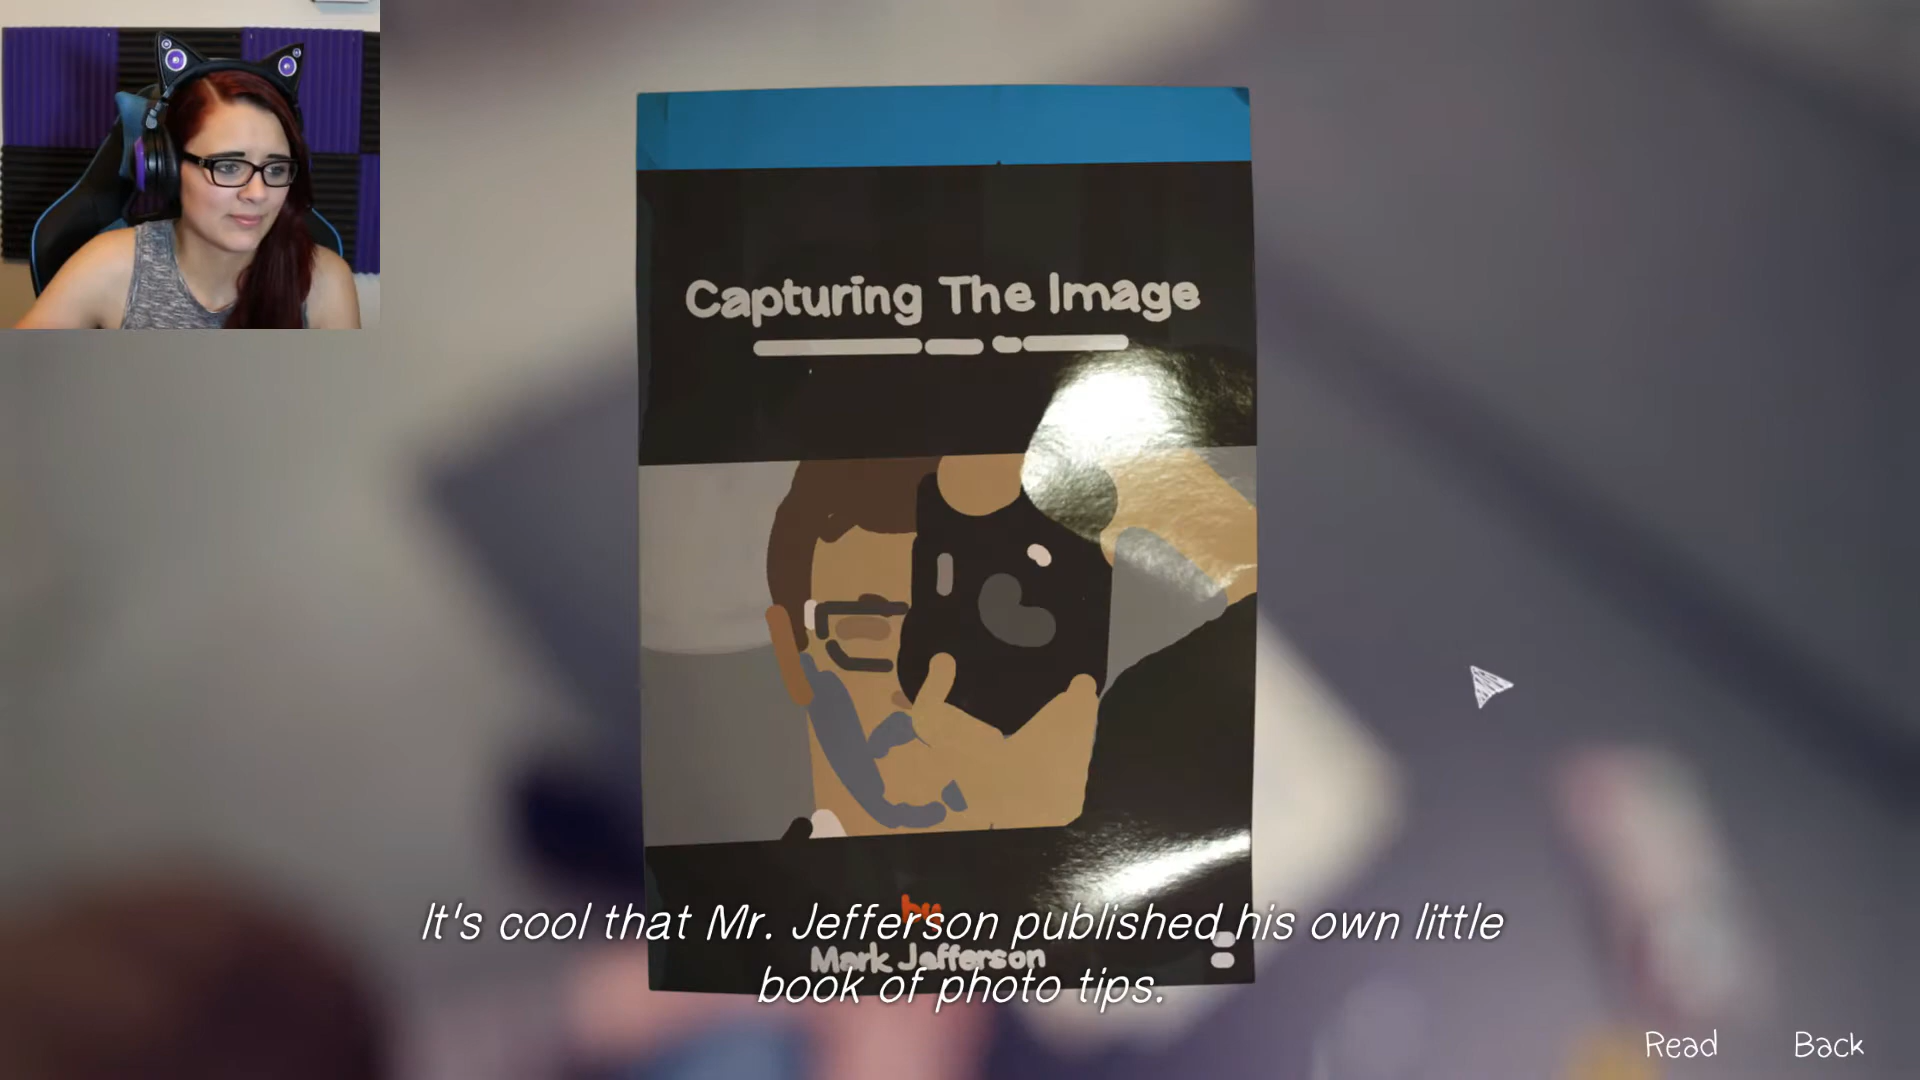 Capturing The Image
by
Mark Jefferson
It's cool that Mr. Jefferson published his own little
book of photo tips.
Read
Back